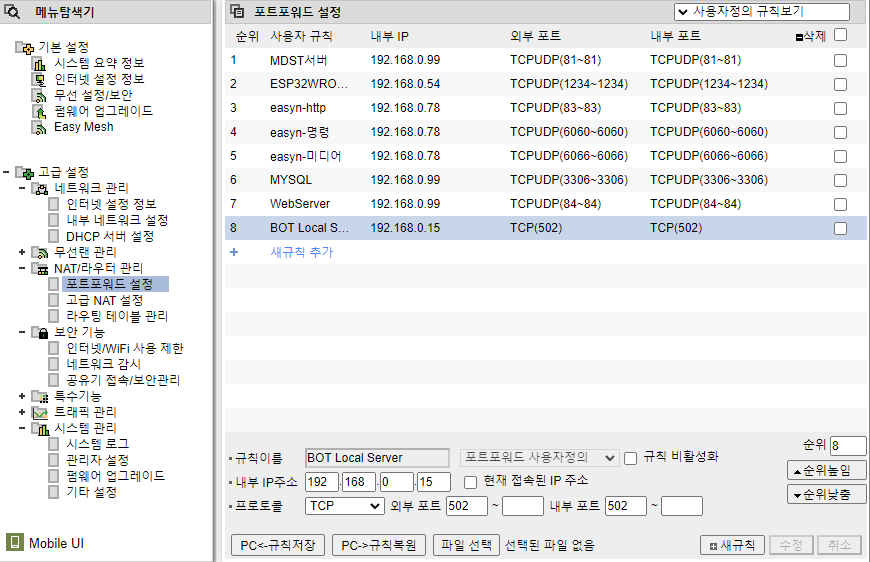 메뉴탐색기
기본 설정
시스템 요약 정보
인터넷 설정 정보
무선 설정/보안
펌웨어 업그레이드
Easy Mesh
고급 설정
네트워크 관리
인터넷 설정 정보
내부 네트워크 설정
DHCP 서버 설정
무선랜 관리
NAT/라우터 관리
포트포워드 설정
고급 NAT 설정
라우팅 테이블 관리
보안 기능
인터넷/WiFi 사용 제한
네트워크 감시
공유기 접속/보안관리
특수기능
트래픽 관리
시스템 관리
시스템 로그
관리자 설정
펌웨어 업그레이드
기타 설정
Mobile UI
포트포워드 설정 사용자정의 규칙보기
순위 사용자 규칙 내부 IP 외부 포트 내부 포트 삭제
1 MDST서버 192.168.0.99 TCPUDP(81~81) TCPUDP(81~81)
2 ESP32WRO... 192.168.0.54 TCPUDP(1234~1234) TCPUDP(1234~1234)
3 easyn-http 192.168.0.78 TCPUDP(83~83) TCPUDP(83~83)
4 easyn-명령 192.168.0.78 TCPUDP(6060~6060) TCPUDP(6060~6060)
5 easyn-미디어 192.168.0.78 TCPUDP(6066~6066) TCPUDP(6066~6066)
6 MYSQL 192.168.0.99 TCPUDP(3306~3306) TCPUDP(3306~3306)
7 WebServer 192.168.0.99 TCPUDP(84~84) TCPUDP(84~84)
8 BOT Local S... 192.168.0.15 TCP(502) TCP(502)
+ 새규칙 추가
순위 8
규칙이름 BOT Local Server 포트포워드 사용자정의 규칙 비활성화
순위높임
내부 IP주소 192.168.0.15 현재 접속된 IP 주소
순위낮춤
프로토콜 TCP 외부 포트 502 ~ 내부 포트 502 ~
PC<-규칙저장 PC->규칙복원 파일 선택 선택된 파일 없음 새규칙 수정 취소